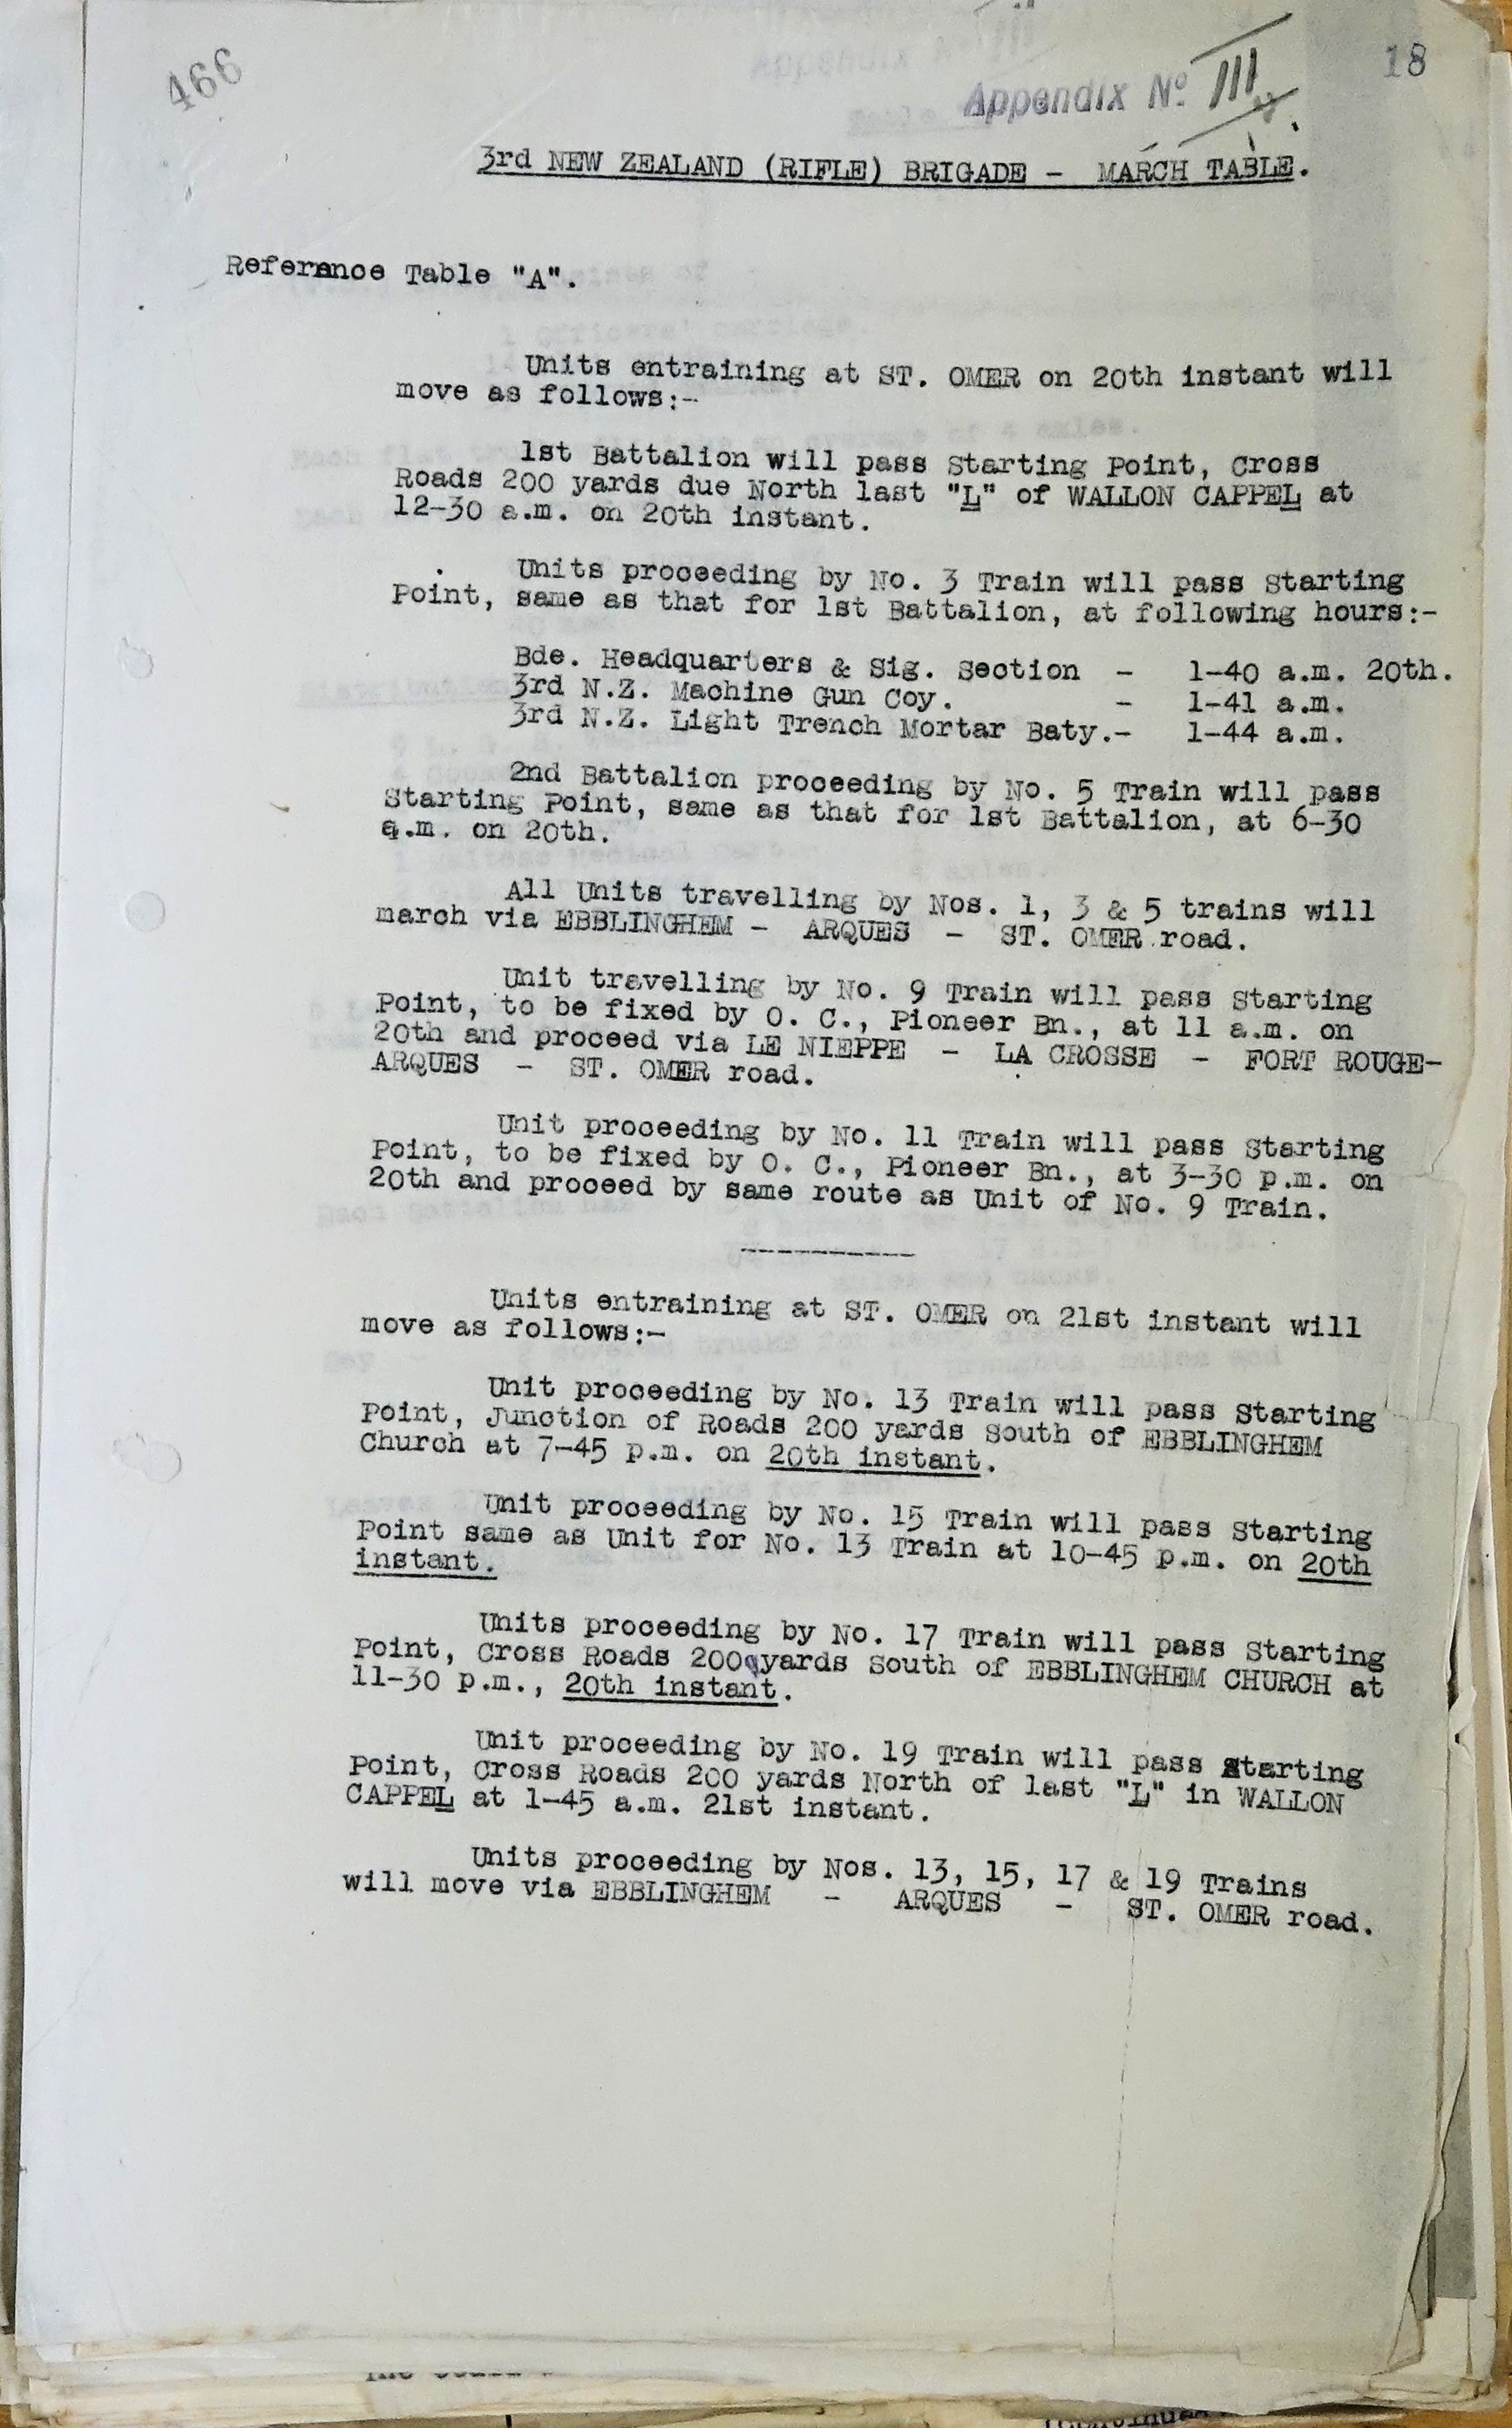 466
18
Appendix No. III
3rd NEW ZEALAND (RIFLE) BRIGADE - MARCH TABLE.
Referance Table "A".
Units entraining at ST. OMER on 20th instant will
move as follows:-
1st Battalion will pass Starting Point, Cross
Roads 200 yards due North last "L" of WALLON CAPPEL at
12-30 a.m. on 20th instant.
Units proceeding by No. 3 Train will pass Starting
Point, same as that for 1st Battalion, at following hours:-
Bde. Headquarters & Sig. Section - 1-40 a.m. 20th.
3rd N.Z. Machine Gun Coy. - 1-41 a.m.
3rd N.Z. Light Trench Mortar Baty.- 1-44 a.m.
2nd Battalion proceeding by No. 5 Train will pass
Starting Point, same as that for 1st Battalion, at 6-30
a.m. on 20th.
All Units travelling by Nos. 1, 3 & 5 trains will
march via EBBLINGHEM - ARQUES - ST. OMER road.
Unit travelling by No. 9 Train will pass Starting
Point, to be fixed by O. C., Pioneer Bn., at 11 a.m. on
20th and proceed via LE NIEPPE - LA CROSSE - FORT ROUGE-
ARQUES - ST. OMER road.
Unit proceeding by No. 11 Train will pass Starting
Point, to be fixed by O. C., Pioneer Bn., at 3-30 p.m. on
20th and proceed by same route as Unit of No. 9 Train.
------------
Units entraining at ST. OMER on 21st instant will
move as follows:-
Unit proceeding by No. 13 Train will pass Starting
Point, Junction of Roads 200 yards South of EBBLINGHEM
Church at 7-45 p.m. on 20th instant.
Unit proceeding by No. 15 Train will pass Starting
Point same as Unit for No. 13 Train at 10-45 p.m. on 20th
instant.
Units proceeding by No. 17 Train will pass Starting
Point, Cross Roads 200 yards South of EBBLINGHEM CHURCH at
11-30 p.m., 20th instant.
Unit proceeding by No. 19 Train will pass Starting
Point, Cross Roads 200 yards North of last "L" in WALLON
CAPPEL at 1-45 a.m. 21st instant.
Units proceeding by Nos. 13, 15, 17 & 19 Trains
will move via EBBLINGHEM - ARQUES - ST. OMER road.